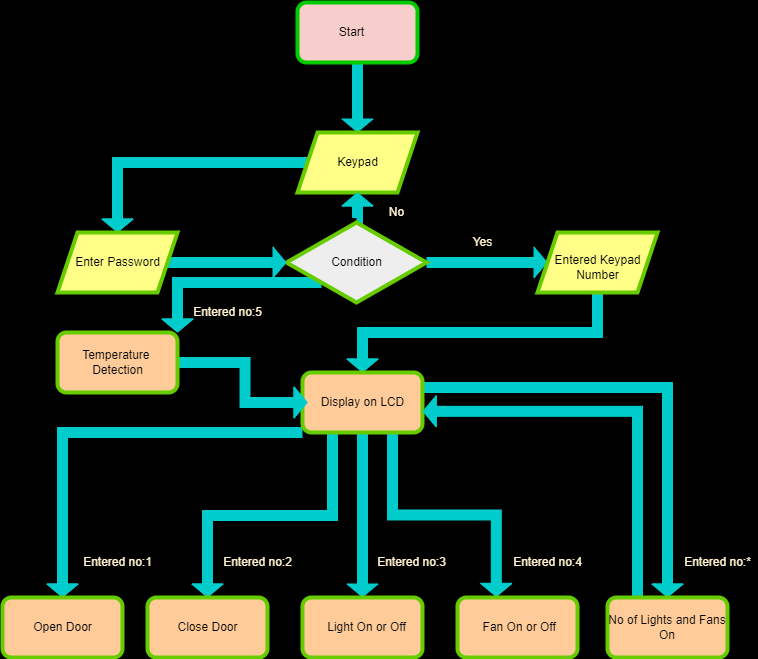 Start
Keypad
No
Yes
Enter Password
Condition
Entered Keypad
Number
Entered no:5
Temperature
Detection
Display on LCD
Entered no:1
Entered no:2
Entered no:3
Entered no:4
Entered no:*
Open Door
Close Door
Light On or Off
Fan On or Off
No of Lights and Fans
On